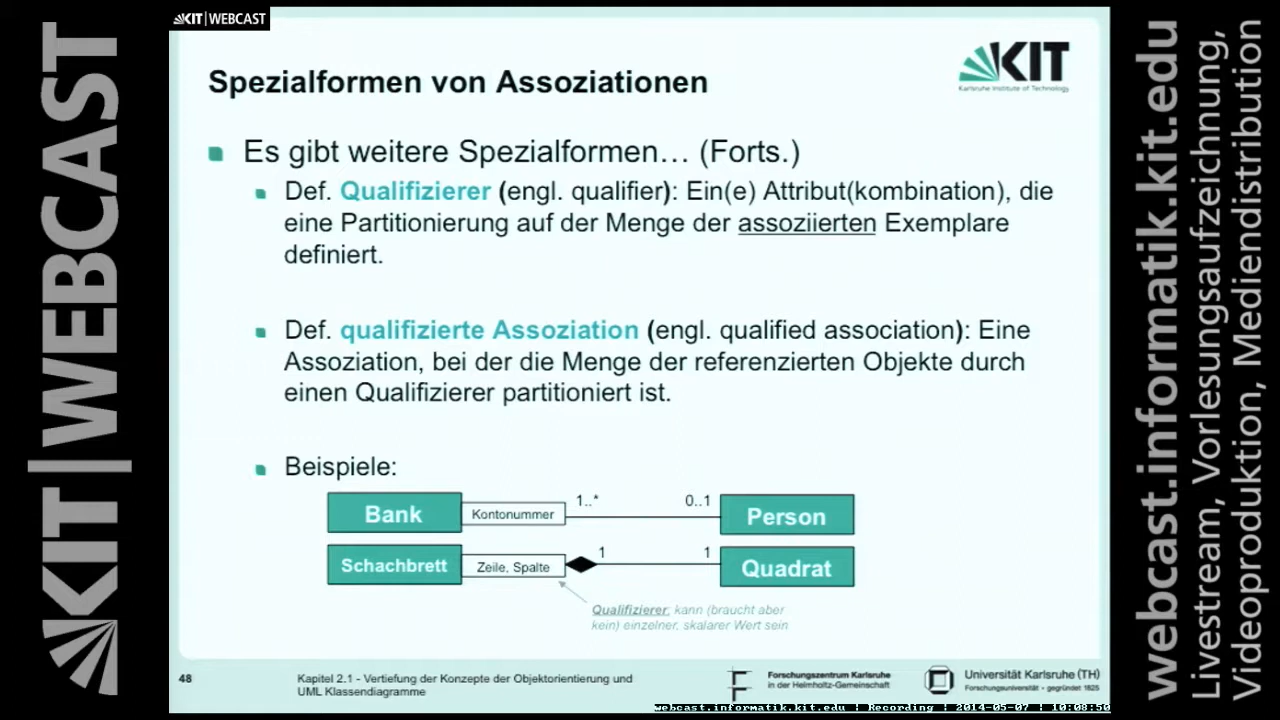 KIT|WEBCAST
KIT|WEBCAST
Spezialformen von Assoziationen
KIT
Karlsruhe Institute of Technology
Es gibt weitere Spezialformen… (Forts.)
Def. Qualifizierer (engl. qualifier): Ein(e) Attribut(kombination), die
eine Partitionierung auf der Menge der assoziierten Exemplare
definiert.
Def. qualifizierte Assoziation (engl. qualified association): Eine
Assoziation, bei der die Menge der referenzierten Objekte durch
einen Qualifizierer partitioniert ist.
Beispiele:
Bank Kontonummer 1..* 0..1 Person
Schachbrett Zeile, Spalte 1 1 Quadrat
Qualifizierer: kann (braucht aber
kein) einzelner, skalarer Wert sein
48
Kapitel 2.1 - Vertiefung der Konzepte der Objektorientierung und
UML Klassendiagramme
Forschungszentrum Karlsruhe
in der Helmholtz-Gemeinschaft
Universität Karlsruhe (TH)
Forschungsuniversität - gegründet 1825
webcast.informatik.kit.edu | Recording | 2014-05-07 | 10:08:50
webcast.informatik.kit.edu
Livestream, Vorlesungsaufzeichnung,
Videoproduktion, Mediendistribution